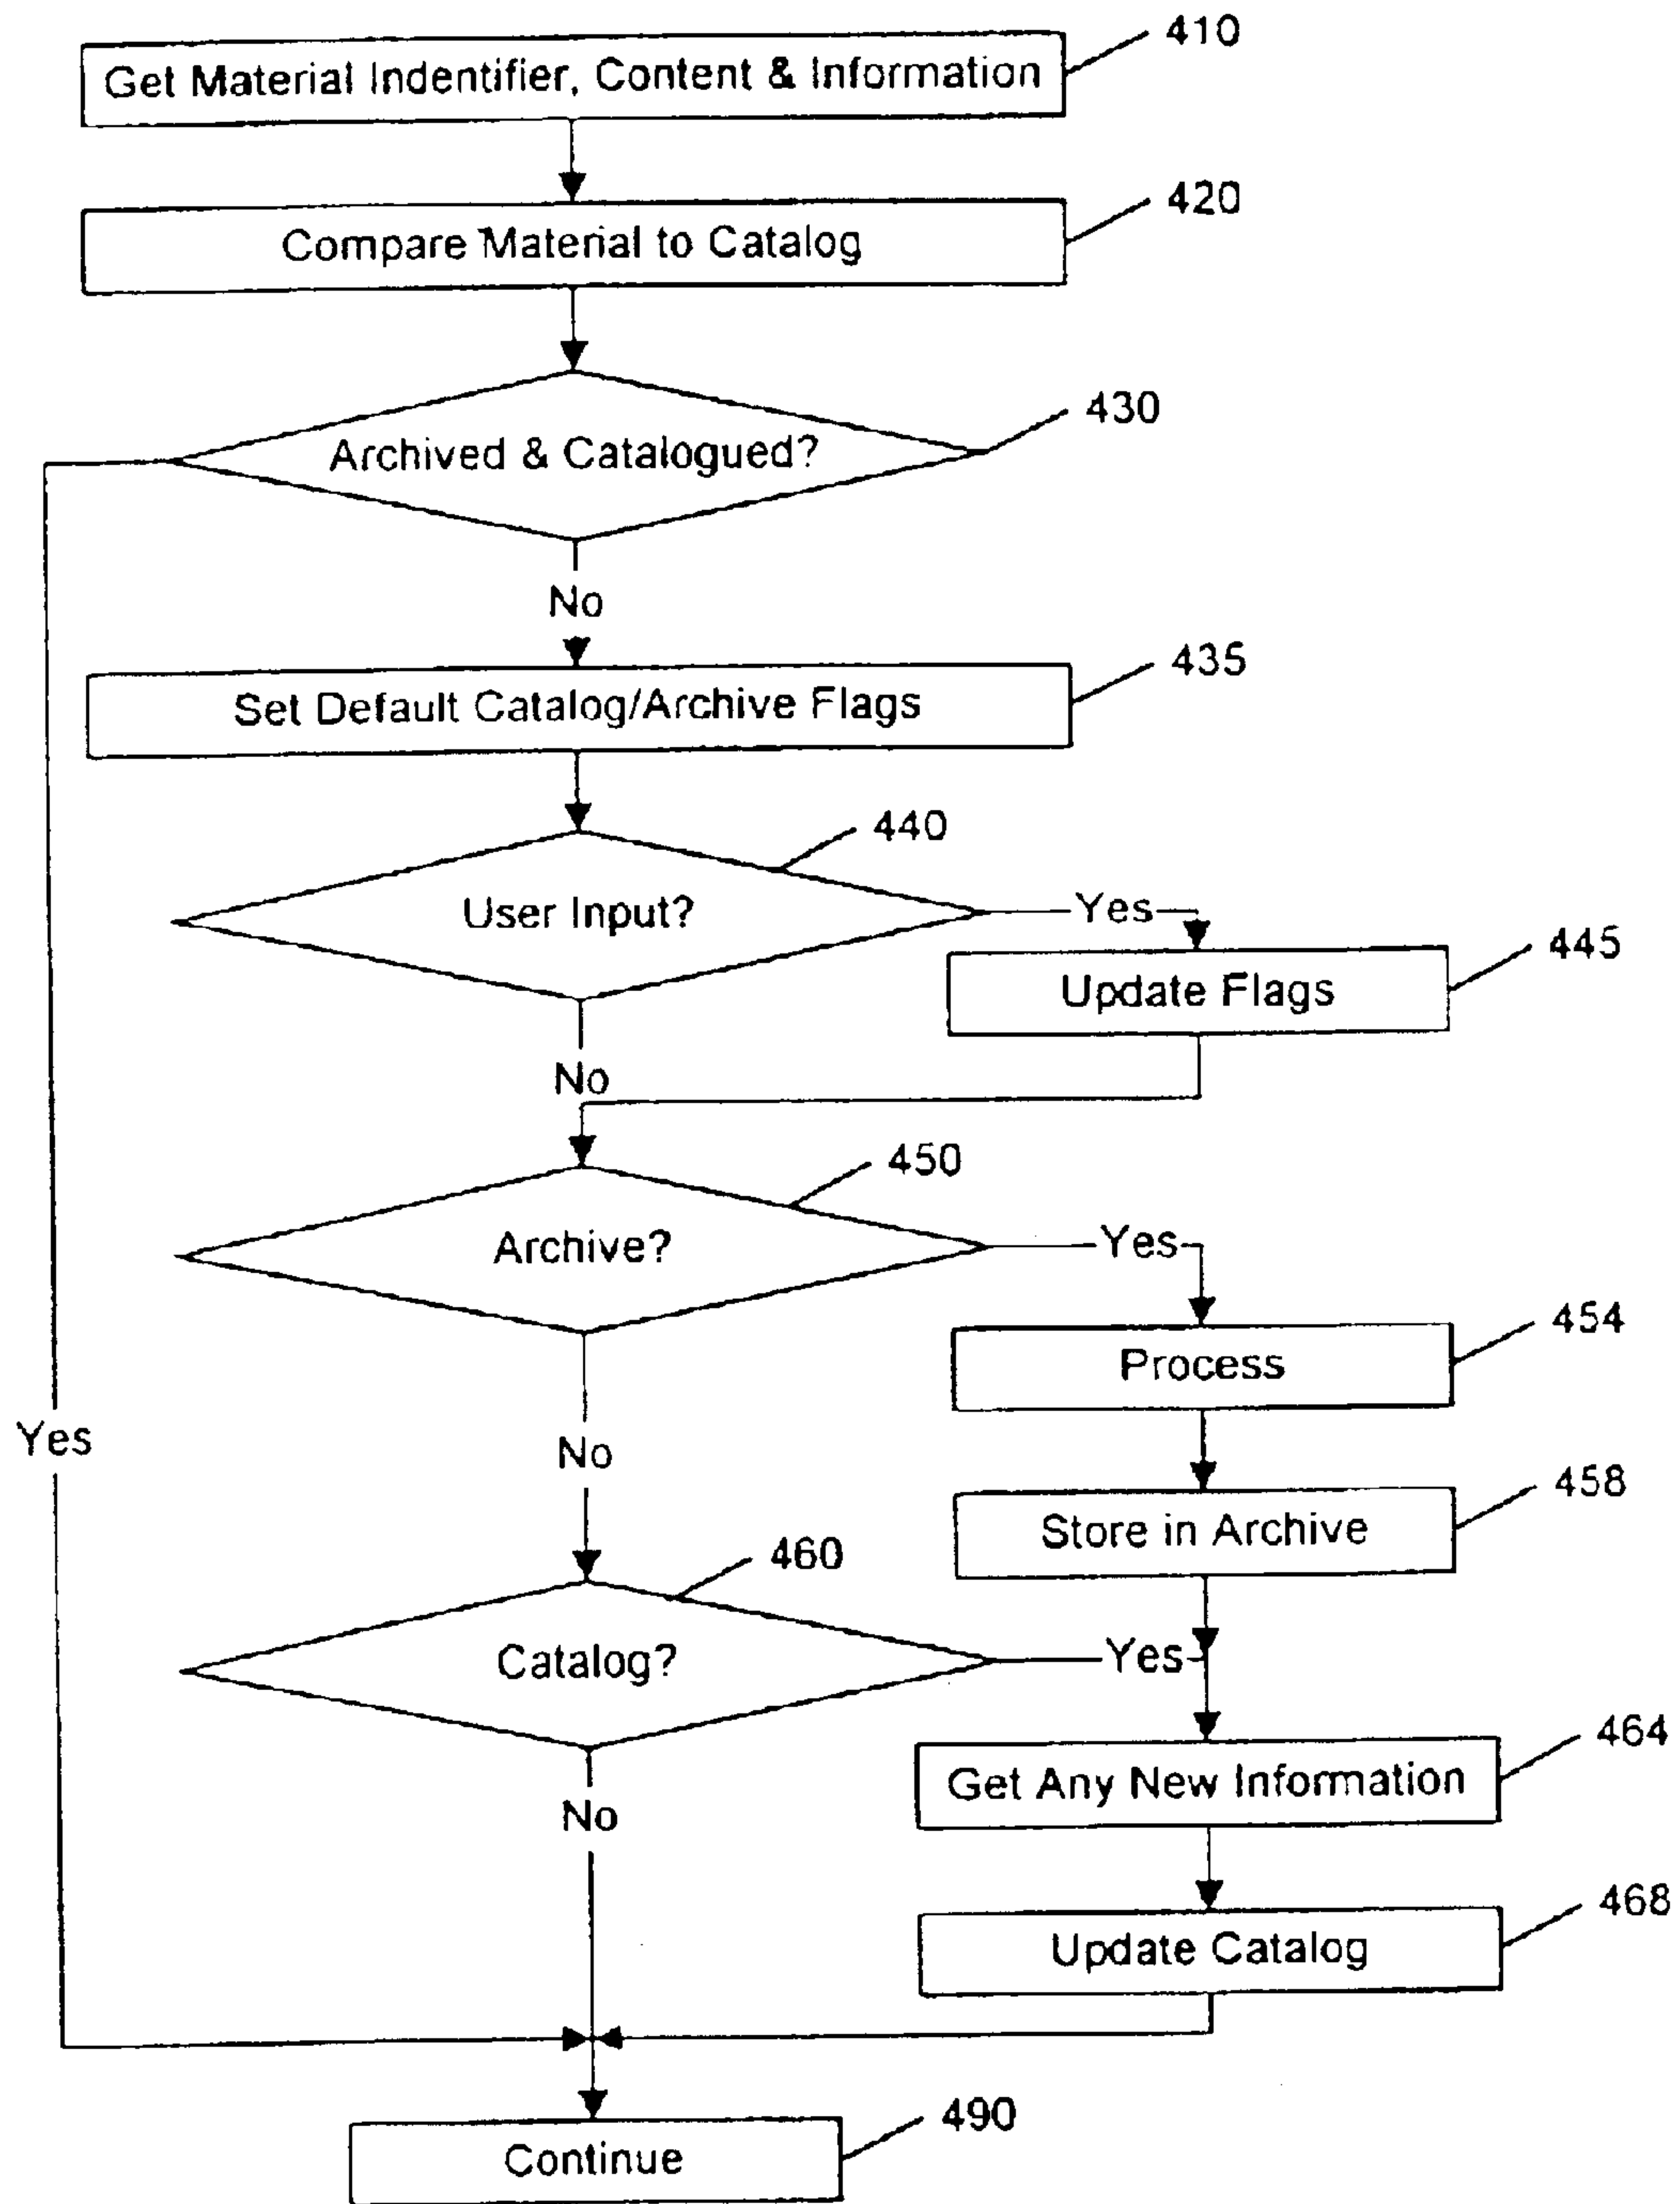 410
Get Material Indentifier, Content & Information
420
Compare Material to Catalog
430
Archived & Catalogued?
No
435
Set Default Catalog/Archive Flags
440
User Input?
Yes
445
Update Flags
No
450
Archive?
Yes
454
Process
Yes
No
458
Store in Archive
460
Catalog?
Yes
464
Get Any New Information
No
468
Update Catalog
490
Continue